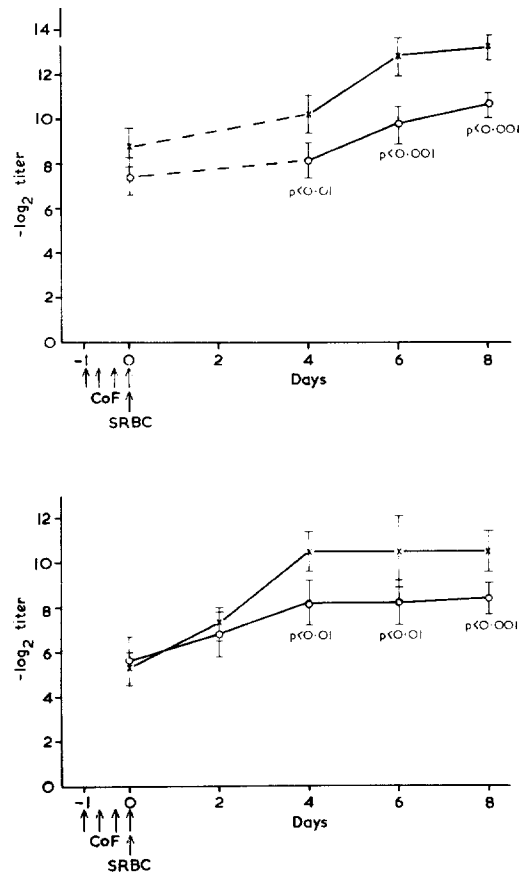 14
12
10
8
6
4
2
0
-log2 titer
p<0·01
p<0·001
p<0·001
-1 0 2 4 6 8
Days
CoF
SRBC
12
10
8
6
4
2
0
-log2 titer
p<0·01
p<0·01
p<0·001
-1 0 2 4 6 8
Days
CoF
SRBC